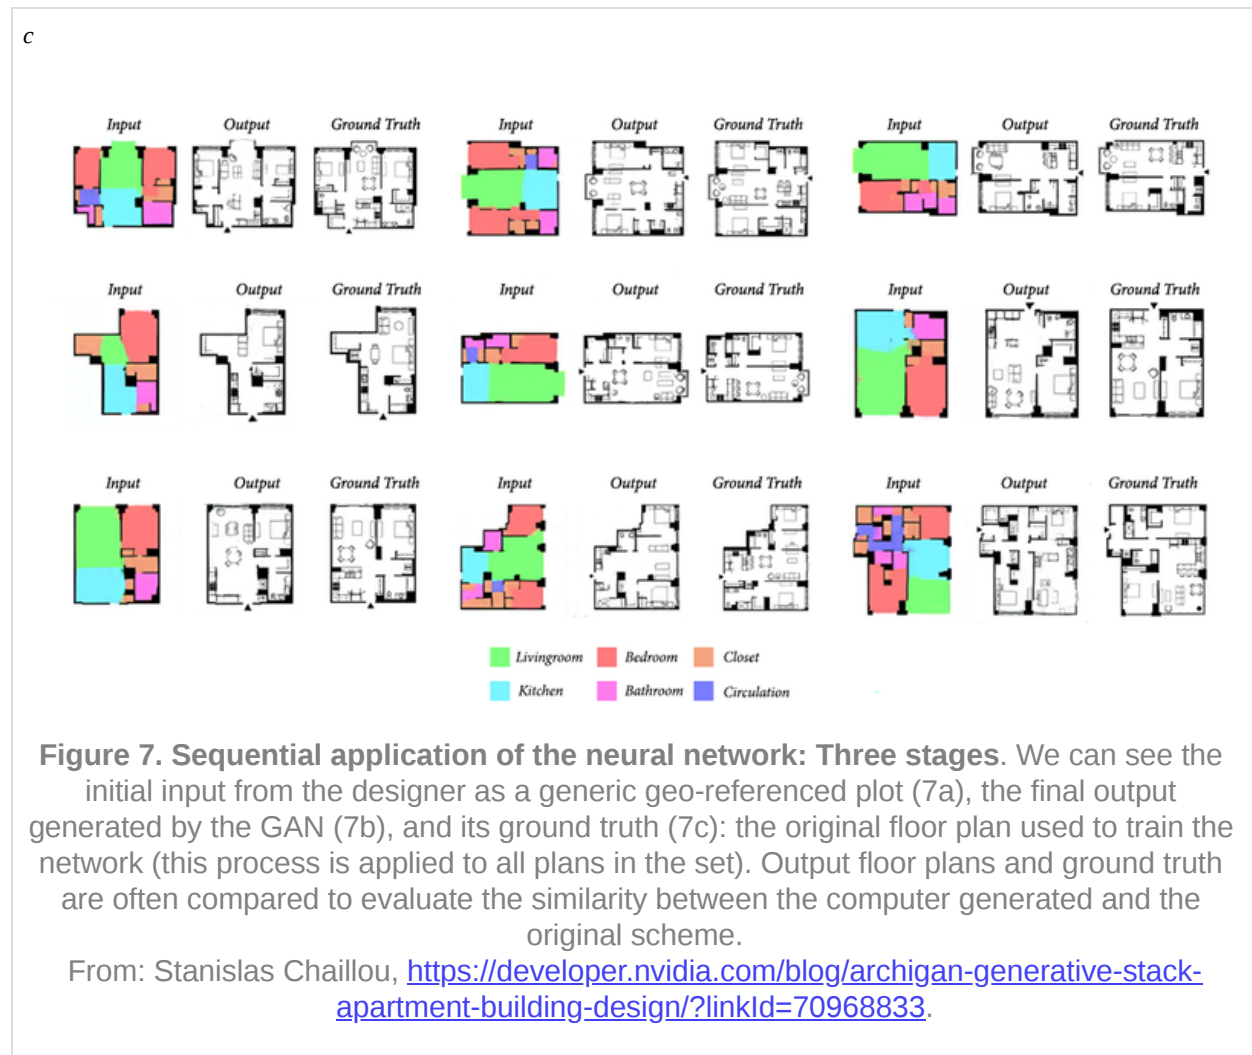 c
Input Output Ground Truth Input Output Ground Truth Input Output Ground Truth
Input Output Ground Truth Input Output Ground Truth Input Output Ground Truth
Input Output Ground Truth Input Output Ground Truth Input Output Ground Truth
Livingroom Bedroom Closet
Kitchen Bathroom Circulation
Figure 7. Sequential application of the neural network: Three stages. We can see the
initial input from the designer as a generic geo-referenced plot (7a), the final output
generated by the GAN (7b), and its ground truth (7c): the original floor plan used to train the
network (this process is applied to all plans in the set). Output floor plans and ground truth
are often compared to evaluate the similarity between the computer generated and the
original scheme.
From: Stanislas Chaillou, https://developer.nvidia.com/blog/archigan-generative-stack-
apartment-building-design/?linkId=70968833.